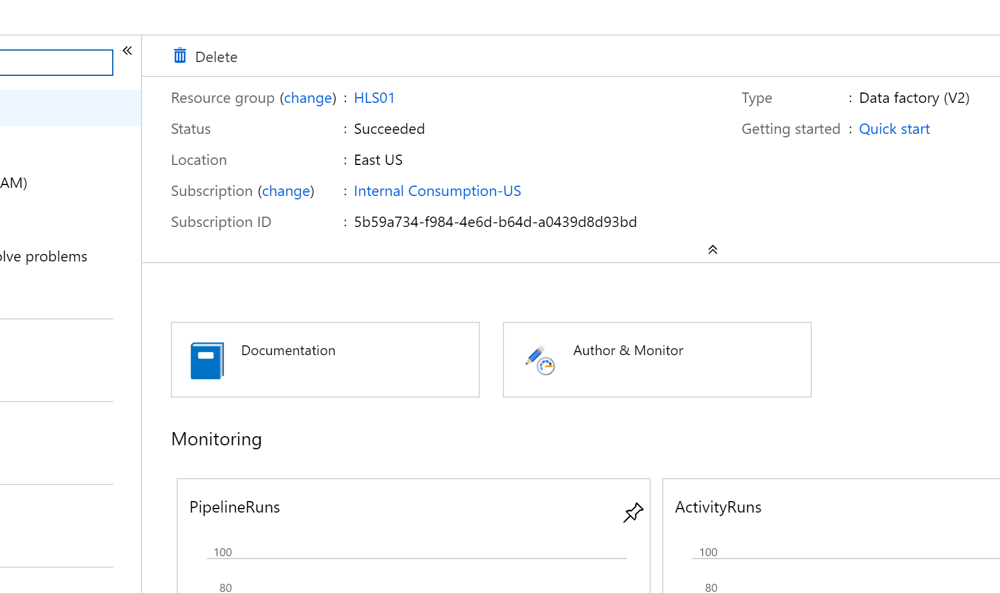 Delete
Resource group (change) : HLS01
Type : Data factory (V2)
Status : Succeeded
Getting started : Quick start
Location : East US
AM)
Subscription (change) : Internal Consumption-US
Subscription ID : 5b59a734-f984-4e6d-b64d-a0439d8d93bd
olve problems
Documentation
Author & Monitor
Monitoring
PipelineRuns
ActivityRuns
100
100
80
80